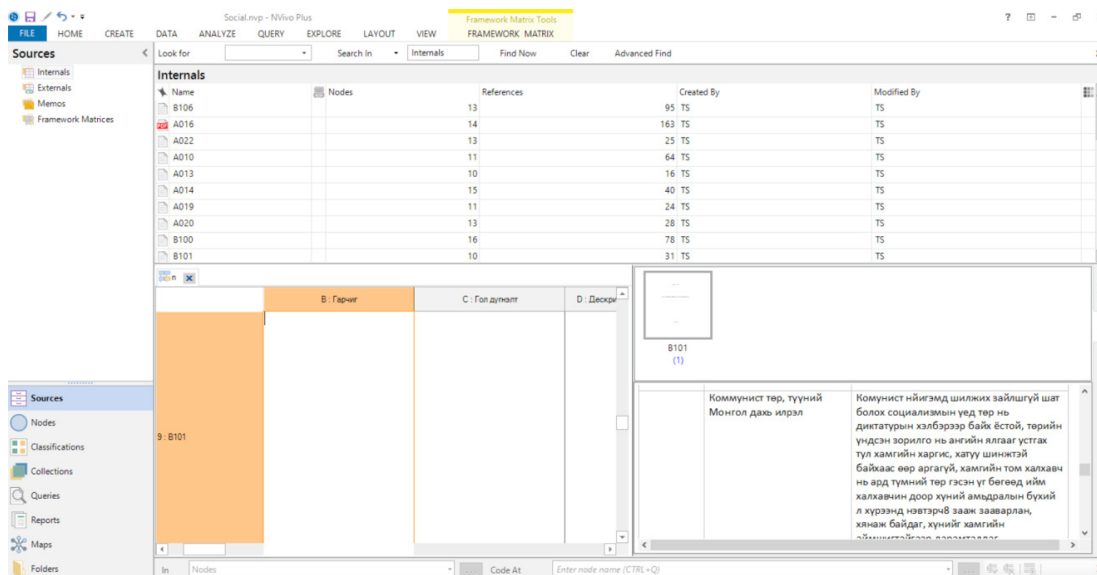 Social.nvp - NVivo Plus
Framework Matrix Tools
FILE HOME CREATE DATA ANALYZE QUERY EXPLORE LAYOUT VIEW FRAMEWORK MATRIX
Sources
Internals
Externals
Memos
Framework Matrices
Look for Search In Internals Find Now Clear Advanced Find
Internals
Name Nodes References Created By Modified By
B106 13 95 TS TS
A016 14 163 TS TS
A022 13 25 TS TS
A010 11 64 TS TS
A013 10 16 TS TS
A014 15 40 TS TS
A019 11 24 TS TS
A020 13 28 TS TS
B100 16 78 TS TS
B101 10 31 TS TS
B : Гарчиг C : Гол дүгнэлт D : Дескри
9 : B101
B101
(1)
Коммунист төр, түүний
Монгол дахь илрэл
Комунист нйигэмд шилжих зайлшгүй шат
болох социализмын үед төр нь
диктатурын хэлбэрээр байх ёстой, төрийн
үндсэн зорилго нь ангийн ялгааг устгах
тул хамгийн харгис, хатуу шинжтэй
байхаас өөр аргагүй, хамгийн том халхавч
нь ард түмний төр гэсэн үг бөгөөд ийм
халхавчин доор хүний амьдралын бүхий
л хүрээнд нэвтэрч8 зааж зааварлан,
хянаж байдаг, хүнийг хамгийн
Sources
Nodes
Classifications
Collections
Queries
Reports
Maps
Folders
In Nodes Code At Enter node name (CTRL+Q)